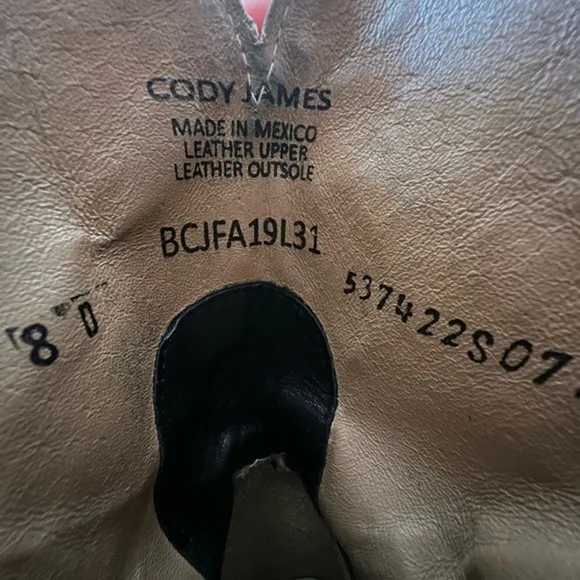 CODY JAMES
MADE IN MEXICO
LEATHER UPPER
LEATHER OUTSOLE
BCJFA19L31
8 D
537422S07